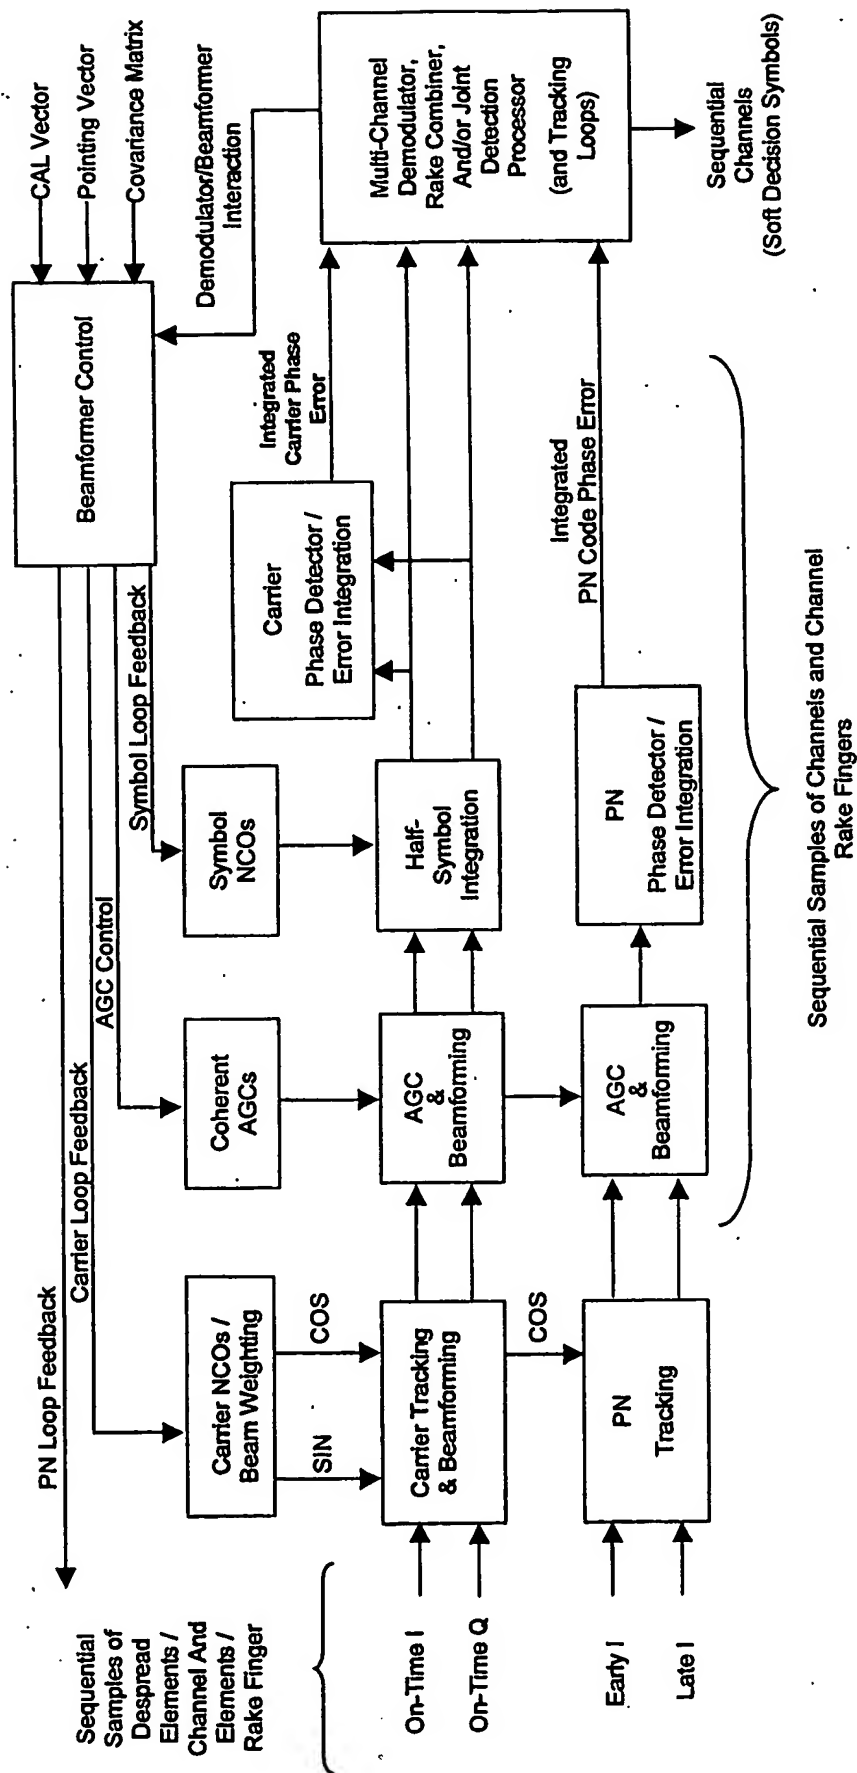 CAL Vector
Pointing Vector
Covariance Matrix
Beamformer Control
Demodulator/Beamformer
Interaction
PN Loop Feedback
Carrier Loop Feedback
AGC Control
Symbol Loop Feedback
Sequential
Samples of
Despread
Elements /
Channel And
Elements /
Rake Finger
Carrier NCOs /
Beam Weighting
Coherent
AGCs
Symbol
NCOs
Carrier
Phase Detector /
Error Integration
Integrated
Carrier Phase
Error
Multi-Channel
Demodulator,
Rake Combiner,
And/or Joint
Detection
Processor
(and Tracking
Loops)
SIN
COS
On-Time I
On-Time Q
Carrier Tracking
& Beamforming
AGC
&
Beamforming
Half-
Symbol
Integration
COS
Early I
Late I
PN
Tracking
AGC
&
Beamforming
PN
Phase Detector /
Error Integration
Integrated
PN Code Phase Error
Sequential
Channels
(Soft Decision Symbols)
Sequential Samples of Channels and Channel
Rake Fingers